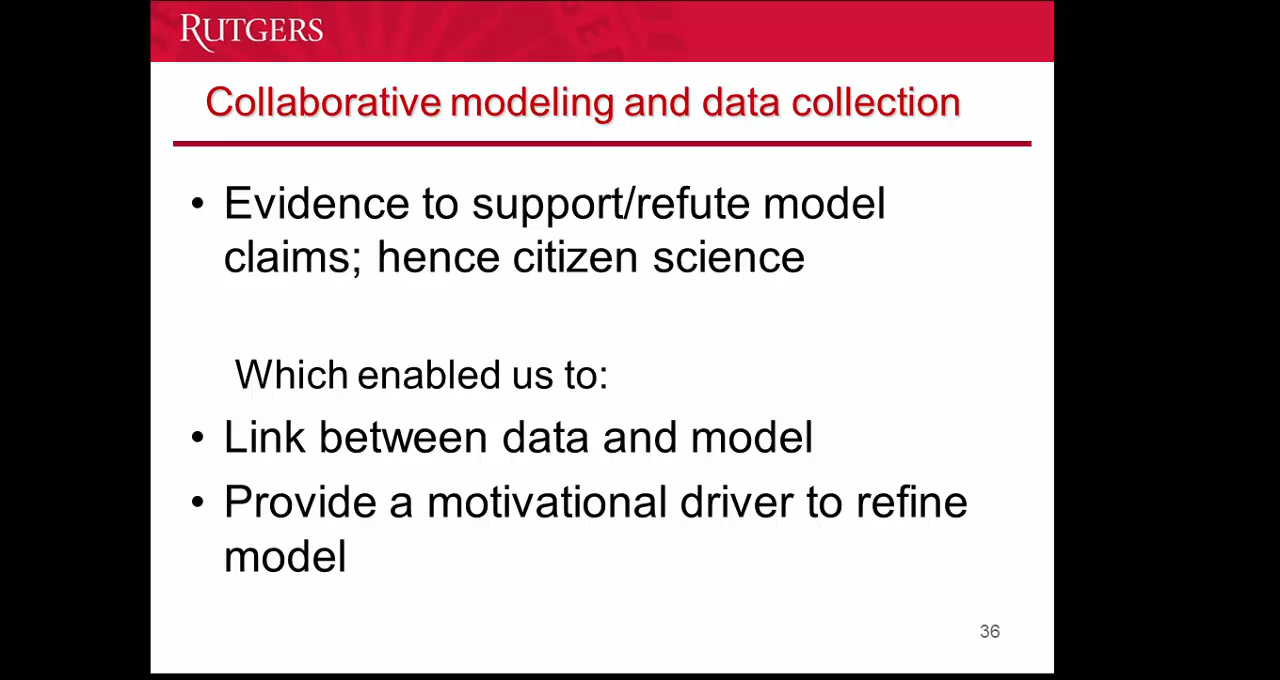 RUTGERS
Collaborative modeling and data collection
• Evidence to support/refute model
claims; hence citizen science
Which enabled us to:
• Link between data and model
• Provide a motivational driver to refine
model
36